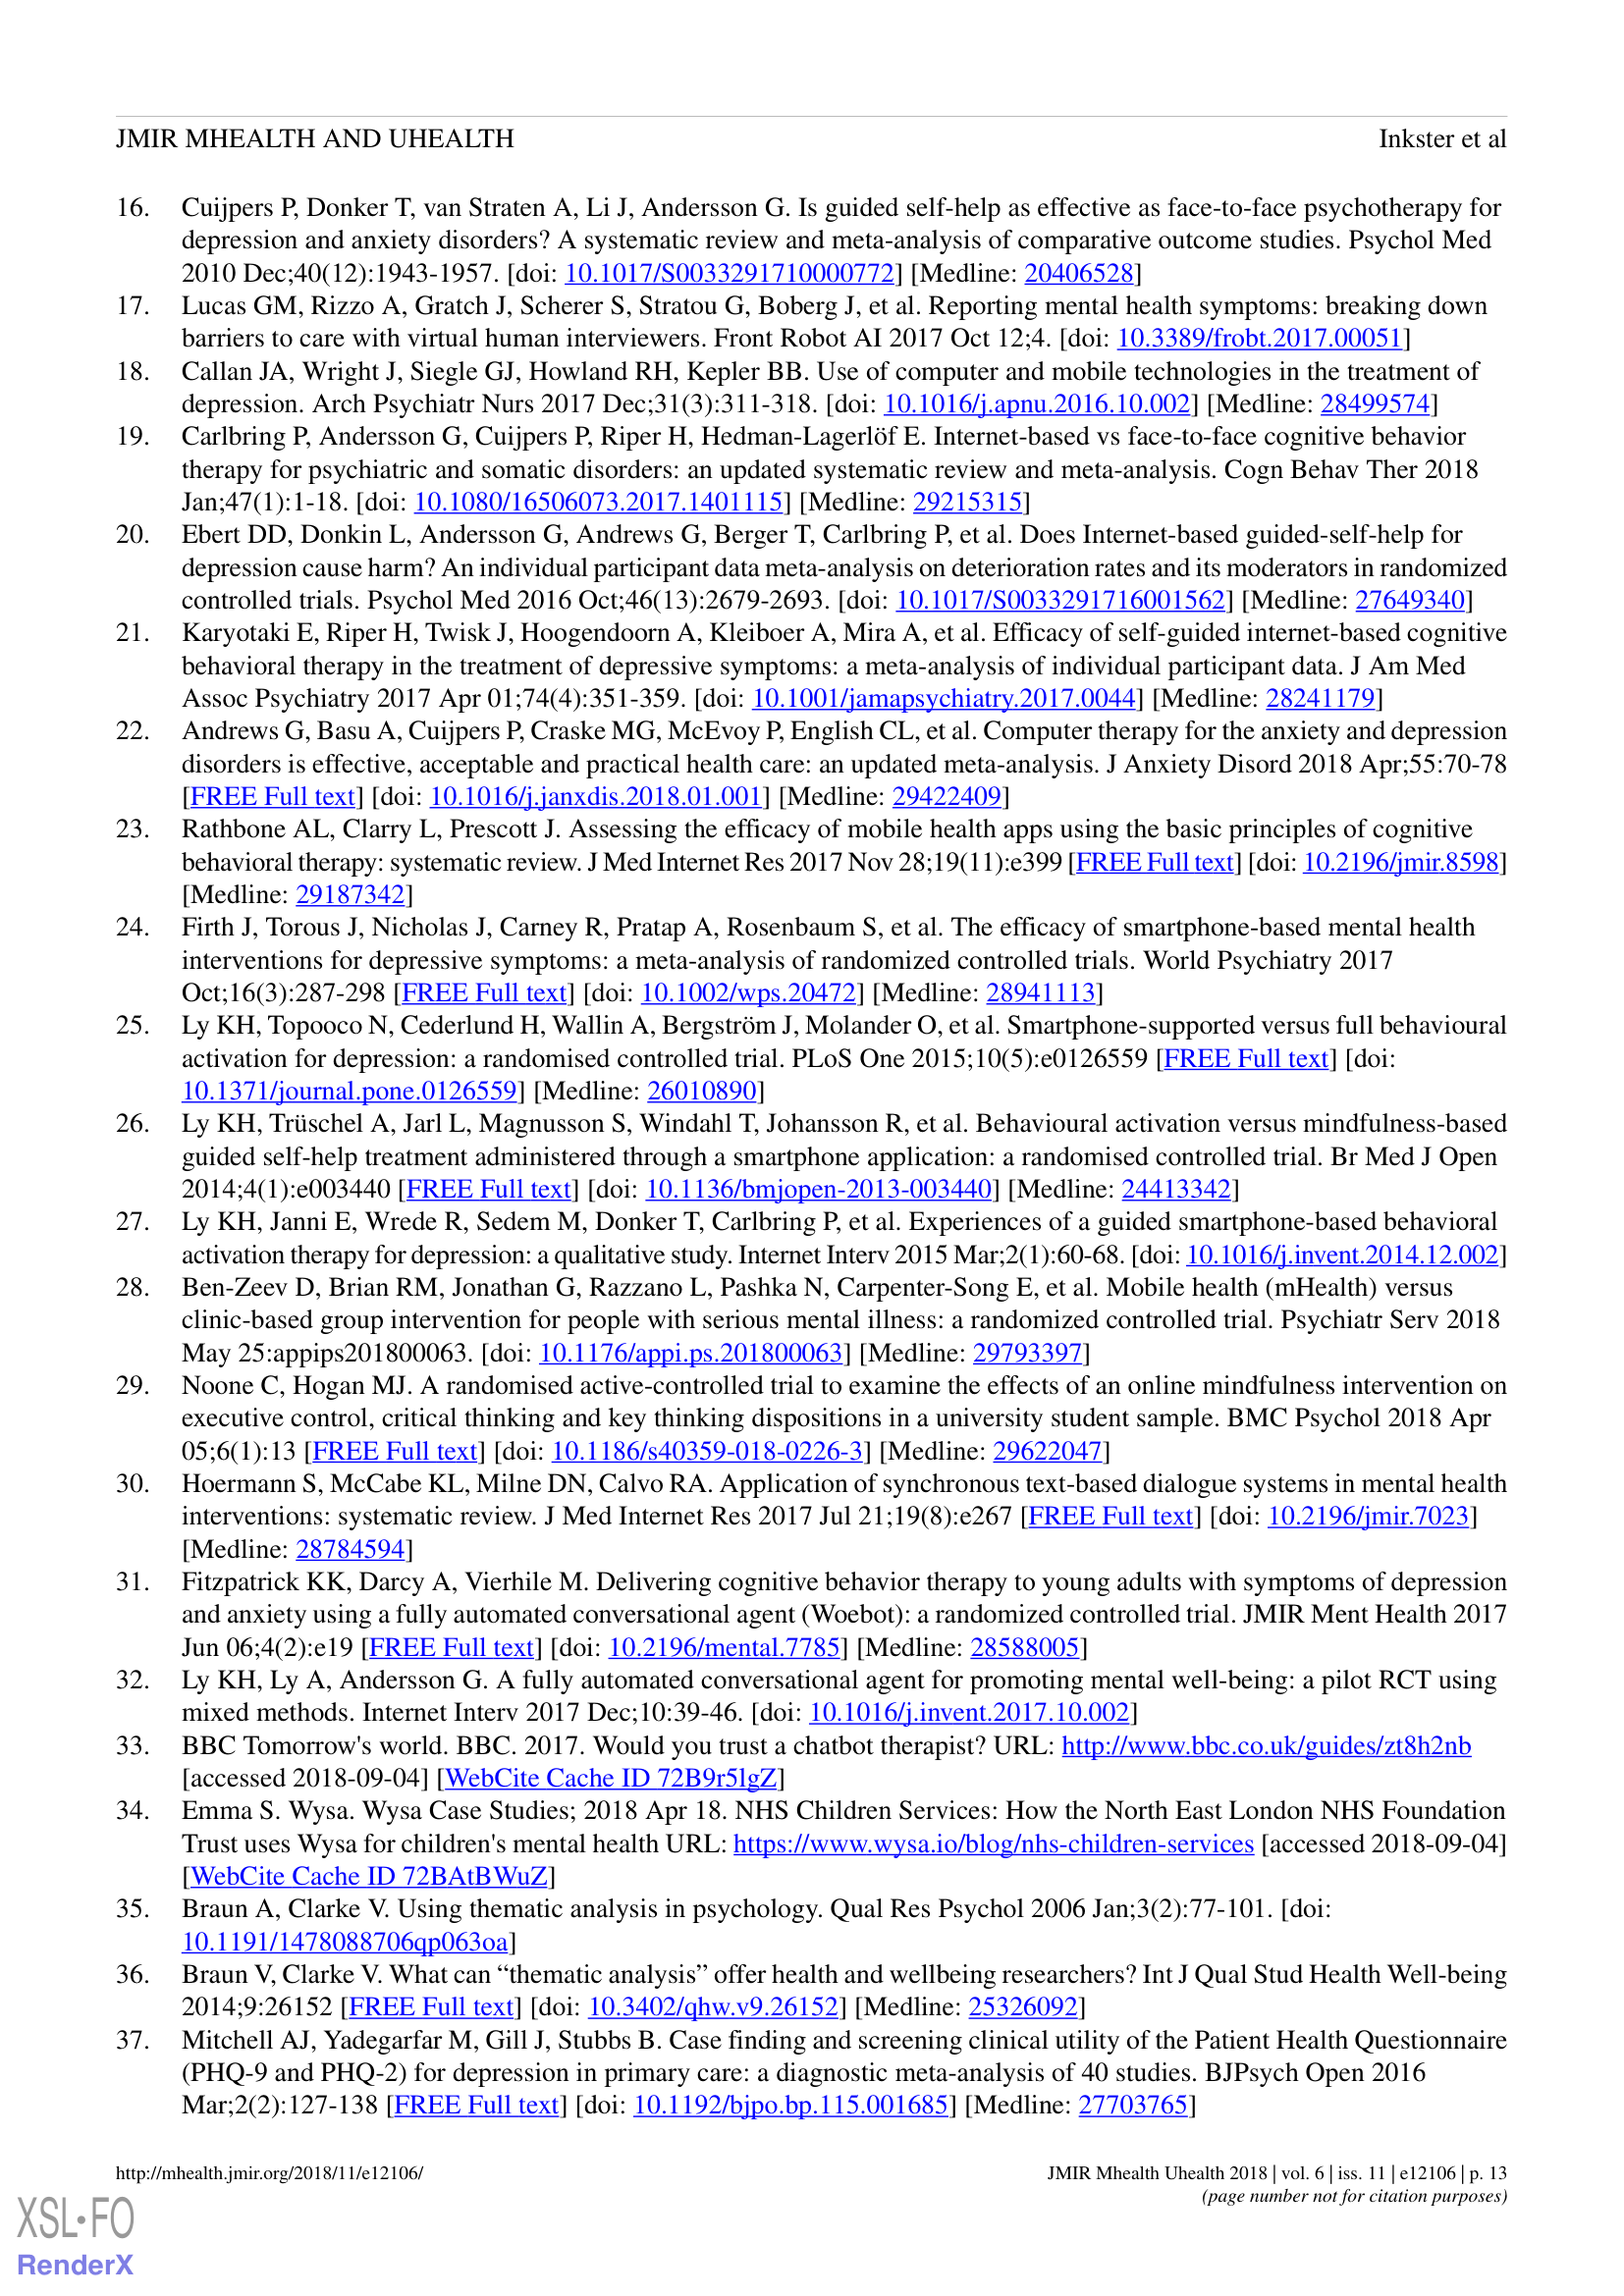 JMIR MHEALTH AND UHEALTH
Inkster et al
16. Cuijpers P, Donker T, van Straten A, Li J, Andersson G. Is guided self-help as effective as face-to-face psychotherapy for
depression and anxiety disorders? A systematic review and meta-analysis of comparative outcome studies. Psychol Med
2010 Dec;40(12):1943-1957. [doi: 10.1017/S0033291710000772] [Medline: 20406528]
17. Lucas GM, Rizzo A, Gratch J, Scherer S, Stratou G, Boberg J, et al. Reporting mental health symptoms: breaking down
barriers to care with virtual human interviewers. Front Robot AI 2017 Oct 12;4. [doi: 10.3389/frobt.2017.00051]
18. Callan JA, Wright J, Siegle GJ, Howland RH, Kepler BB. Use of computer and mobile technologies in the treatment of
depression. Arch Psychiatr Nurs 2017 Dec;31(3):311-318. [doi: 10.1016/j.apnu.2016.10.002] [Medline: 28499574]
19. Carlbring P, Andersson G, Cuijpers P, Riper H, Hedman-Lagerlöf E. Internet-based vs face-to-face cognitive behavior
therapy for psychiatric and somatic disorders: an updated systematic review and meta-analysis. Cogn Behav Ther 2018
Jan;47(1):1-18. [doi: 10.1080/16506073.2017.1401115] [Medline: 29215315]
20. Ebert DD, Donkin L, Andersson G, Andrews G, Berger T, Carlbring P, et al. Does Internet-based guided-self-help for
depression cause harm? An individual participant data meta-analysis on deterioration rates and its moderators in randomized
controlled trials. Psychol Med 2016 Oct;46(13):2679-2693. [doi: 10.1017/S0033291716001562] [Medline: 27649340]
21. Karyotaki E, Riper H, Twisk J, Hoogendoorn A, Kleiboer A, Mira A, et al. Efficacy of self-guided internet-based cognitive
behavioral therapy in the treatment of depressive symptoms: a meta-analysis of individual participant data. J Am Med
Assoc Psychiatry 2017 Apr 01;74(4):351-359. [doi: 10.1001/jamapsychiatry.2017.0044] [Medline: 28241179]
22. Andrews G, Basu A, Cuijpers P, Craske MG, McEvoy P, English CL, et al. Computer therapy for the anxiety and depression
disorders is effective, acceptable and practical health care: an updated meta-analysis. J Anxiety Disord 2018 Apr;55:70-78
[FREE Full text] [doi: 10.1016/j.janxdis.2018.01.001] [Medline: 29422409]
23. Rathbone AL, Clarry L, Prescott J. Assessing the efficacy of mobile health apps using the basic principles of cognitive
behavioral therapy: systematic review. J Med Internet Res 2017 Nov 28;19(11):e399 [FREE Full text] [doi: 10.2196/jmir.8598]
[Medline: 29187342]
24. Firth J, Torous J, Nicholas J, Carney R, Pratap A, Rosenbaum S, et al. The efficacy of smartphone-based mental health
interventions for depressive symptoms: a meta-analysis of randomized controlled trials. World Psychiatry 2017
Oct;16(3):287-298 [FREE Full text] [doi: 10.1002/wps.20472] [Medline: 28941113]
25. Ly KH, Topooco N, Cederlund H, Wallin A, Bergström J, Molander O, et al. Smartphone-supported versus full behavioural
activation for depression: a randomised controlled trial. PLoS One 2015;10(5):e0126559 [FREE Full text] [doi:
10.1371/journal.pone.0126559] [Medline: 26010890]
26. Ly KH, Trüschel A, Jarl L, Magnusson S, Windahl T, Johansson R, et al. Behavioural activation versus mindfulness-based
guided self-help treatment administered through a smartphone application: a randomised controlled trial. Br Med J Open
2014;4(1):e003440 [FREE Full text] [doi: 10.1136/bmjopen-2013-003440] [Medline: 24413342]
27. Ly KH, Janni E, Wrede R, Sedem M, Donker T, Carlbring P, et al. Experiences of a guided smartphone-based behavioral
activation therapy for depression: a qualitative study. Internet Interv 2015 Mar;2(1):60-68. [doi: 10.1016/j.invent.2014.12.002]
28. Ben-Zeev D, Brian RM, Jonathan G, Razzano L, Pashka N, Carpenter-Song E, et al. Mobile health (mHealth) versus
clinic-based group intervention for people with serious mental illness: a randomized controlled trial. Psychiatr Serv 2018
May 25:appips201800063. [doi: 10.1176/appi.ps.201800063] [Medline: 29793397]
29. Noone C, Hogan MJ. A randomised active-controlled trial to examine the effects of an online mindfulness intervention on
executive control, critical thinking and key thinking dispositions in a university student sample. BMC Psychol 2018 Apr
05;6(1):13 [FREE Full text] [doi: 10.1186/s40359-018-0226-3] [Medline: 29622047]
30. Hoermann S, McCabe KL, Milne DN, Calvo RA. Application of synchronous text-based dialogue systems in mental health
interventions: systematic review. J Med Internet Res 2017 Jul 21;19(8):e267 [FREE Full text] [doi: 10.2196/jmir.7023]
[Medline: 28784594]
31. Fitzpatrick KK, Darcy A, Vierhile M. Delivering cognitive behavior therapy to young adults with symptoms of depression
and anxiety using a fully automated conversational agent (Woebot): a randomized controlled trial. JMIR Ment Health 2017
Jun 06;4(2):e19 [FREE Full text] [doi: 10.2196/mental.7785] [Medline: 28588005]
32. Ly KH, Ly A, Andersson G. A fully automated conversational agent for promoting mental well-being: a pilot RCT using
mixed methods. Internet Interv 2017 Dec;10:39-46. [doi: 10.1016/j.invent.2017.10.002]
33. BBC Tomorrow's world. BBC. 2017. Would you trust a chatbot therapist? URL: http://www.bbc.co.uk/guides/zt8h2nb
[accessed 2018-09-04] [WebCite Cache ID 72B9r5lgZ]
34. Emma S. Wysa. Wysa Case Studies; 2018 Apr 18. NHS Children Services: How the North East London NHS Foundation
Trust uses Wysa for children's mental health URL: https://www.wysa.io/blog/nhs-children-services [accessed 2018-09-04]
[WebCite Cache ID 72BAtBWuZ]
35. Braun A, Clarke V. Using thematic analysis in psychology. Qual Res Psychol 2006 Jan;3(2):77-101. [doi:
10.1191/1478088706qp063oa]
36. Braun V, Clarke V. What can “thematic analysis” offer health and wellbeing researchers? Int J Qual Stud Health Well-being
2014;9:26152 [FREE Full text] [doi: 10.3402/qhw.v9.26152] [Medline: 25326092]
37. Mitchell AJ, Yadegarfar M, Gill J, Stubbs B. Case finding and screening clinical utility of the Patient Health Questionnaire
(PHQ-9 and PHQ-2) for depression in primary care: a diagnostic meta-analysis of 40 studies. BJPsych Open 2016
Mar;2(2):127-138 [FREE Full text] [doi: 10.1192/bjpo.bp.115.001685] [Medline: 27703765]
http://mhealth.jmir.org/2018/11/e12106/
JMIR Mhealth Uhealth 2018 | vol. 6 | iss. 11 | e12106 | p. 13
(page number not for citation purposes)
XSL•FO
RenderX